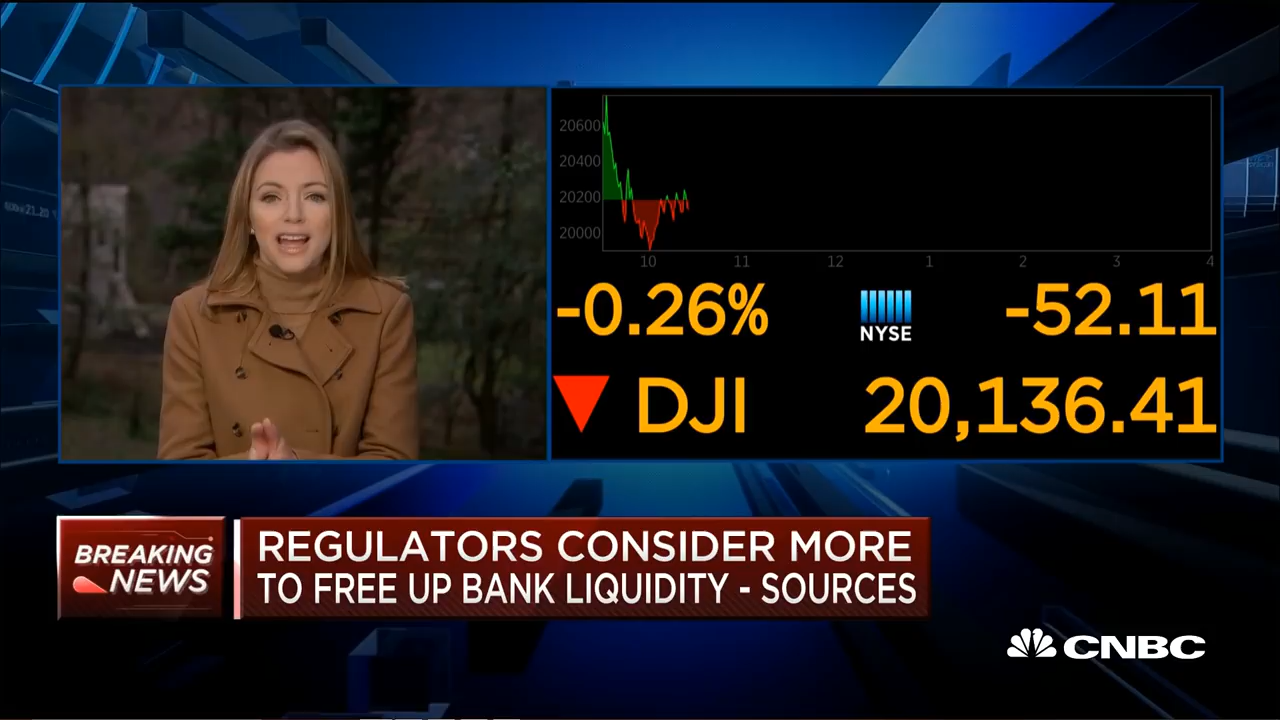 20600
20400
20200
20000
10 11 12 1 2 3 4
-0.26% NYSE -52.11
DJI 20,136.41
BREAKING
NEWS
REGULATORS CONSIDER MORE
TO FREE UP BANK LIQUIDITY - SOURCES
CNBC